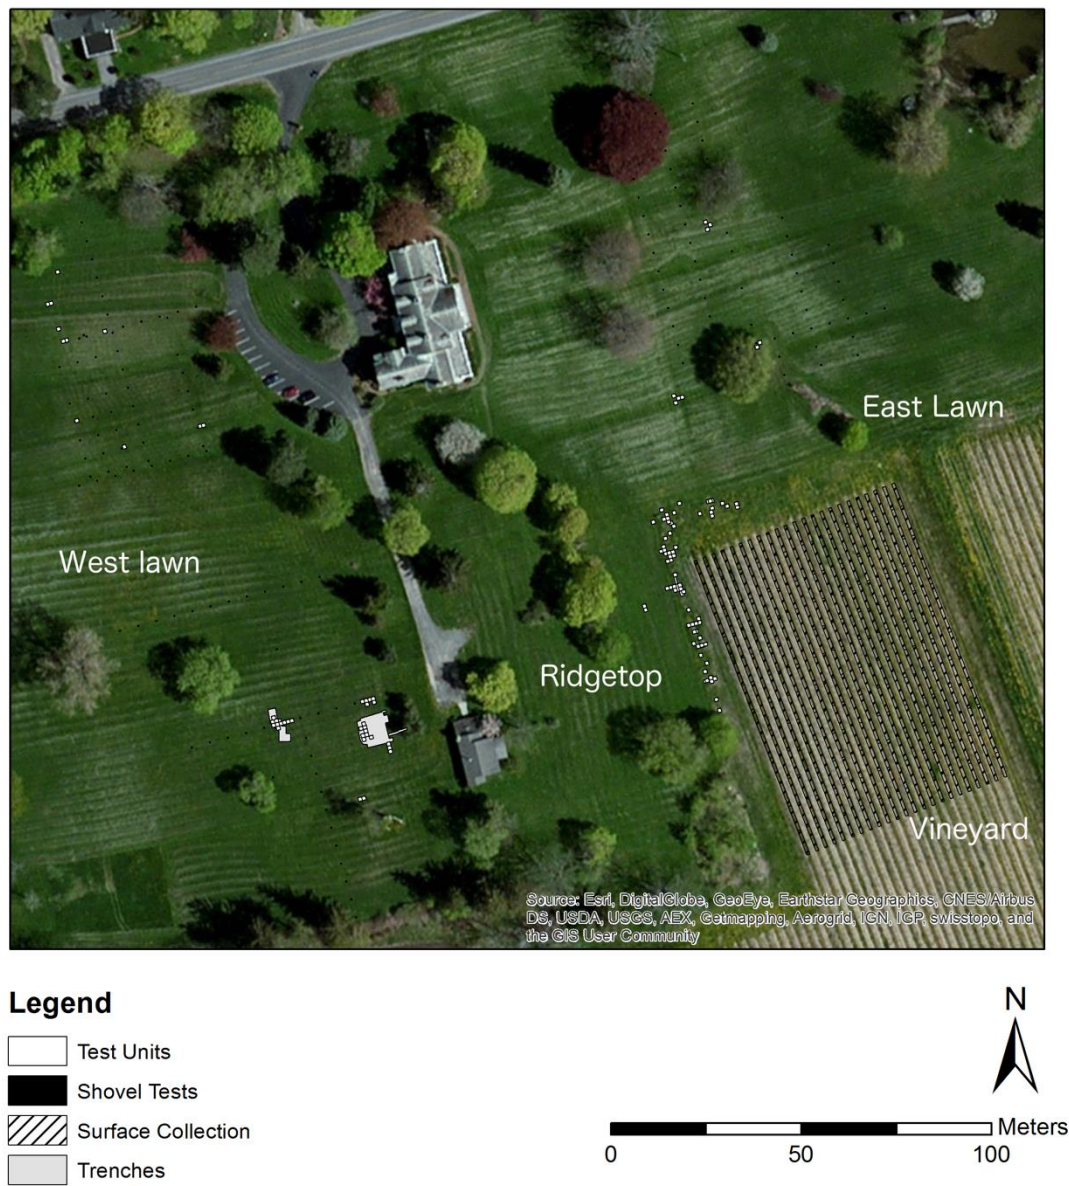 East Lawn
West lawn
Ridgetop
Vineyard
Source: Esri, DigitalGlobe, GeoEye, Earthstar Geographics, CNES/Airbus
DS, USDA, USGS, AEX, Getmapping, Aerogrid, IGN, IGP, swisstopo, and
the GIS User Community
Legend
Test Units
Shovel Tests
Surface Collection
Trenches
N
Meters
0 50 100